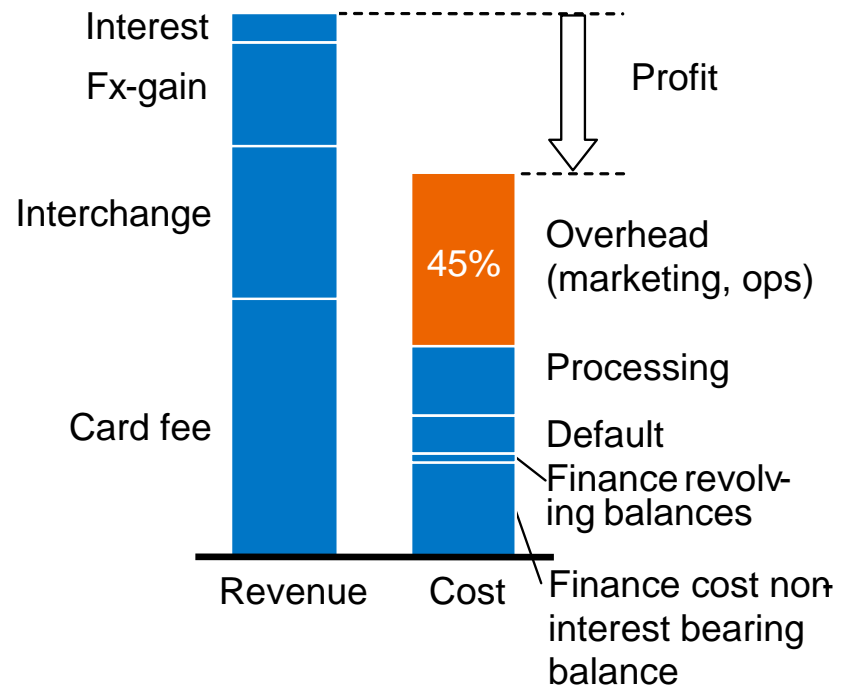 Interest
Fx-gain
Interchange
Card fee
Revenue
Cost
Profit
45%
Overhead
(marketing, ops)
Processing
Default
Finance revolv-
ing balances
Finance cost non-
interest bearing
balance